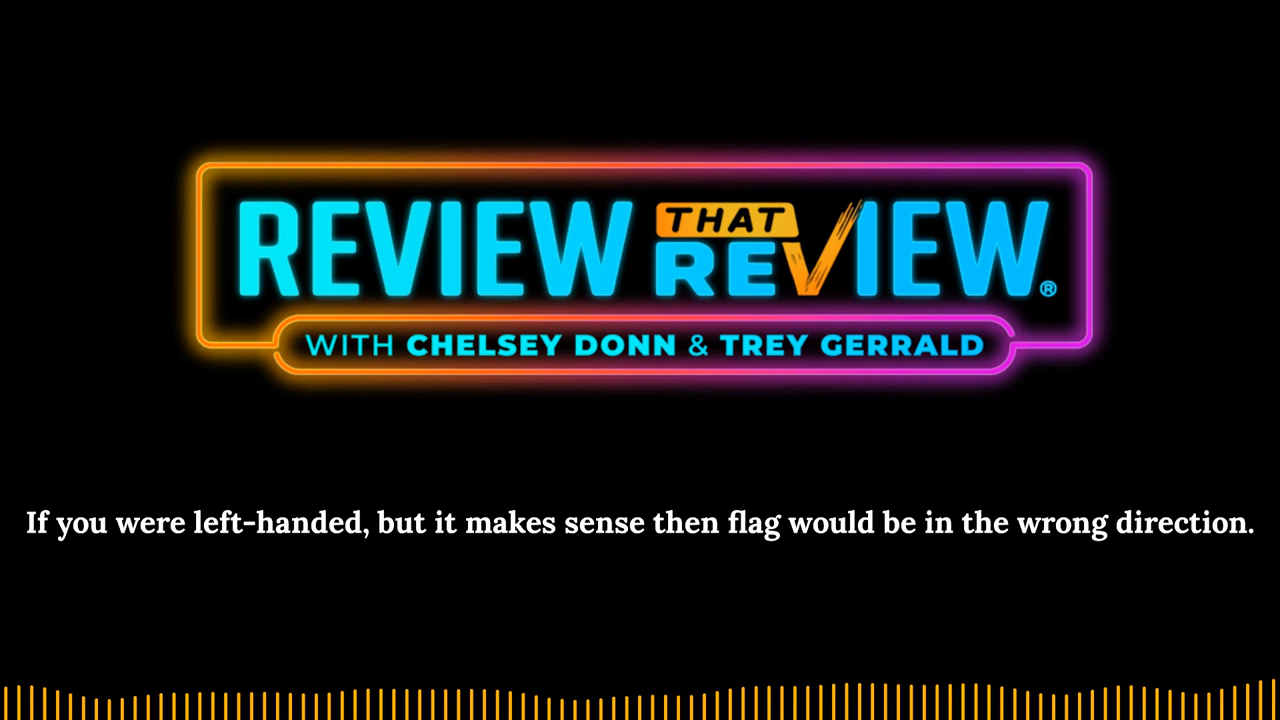 REVIEW THAT REVIEW®
WITH CHELSEY DONN & TREY GERRALD
If you were left-handed, but it makes sense then flag would be in the wrong direction.